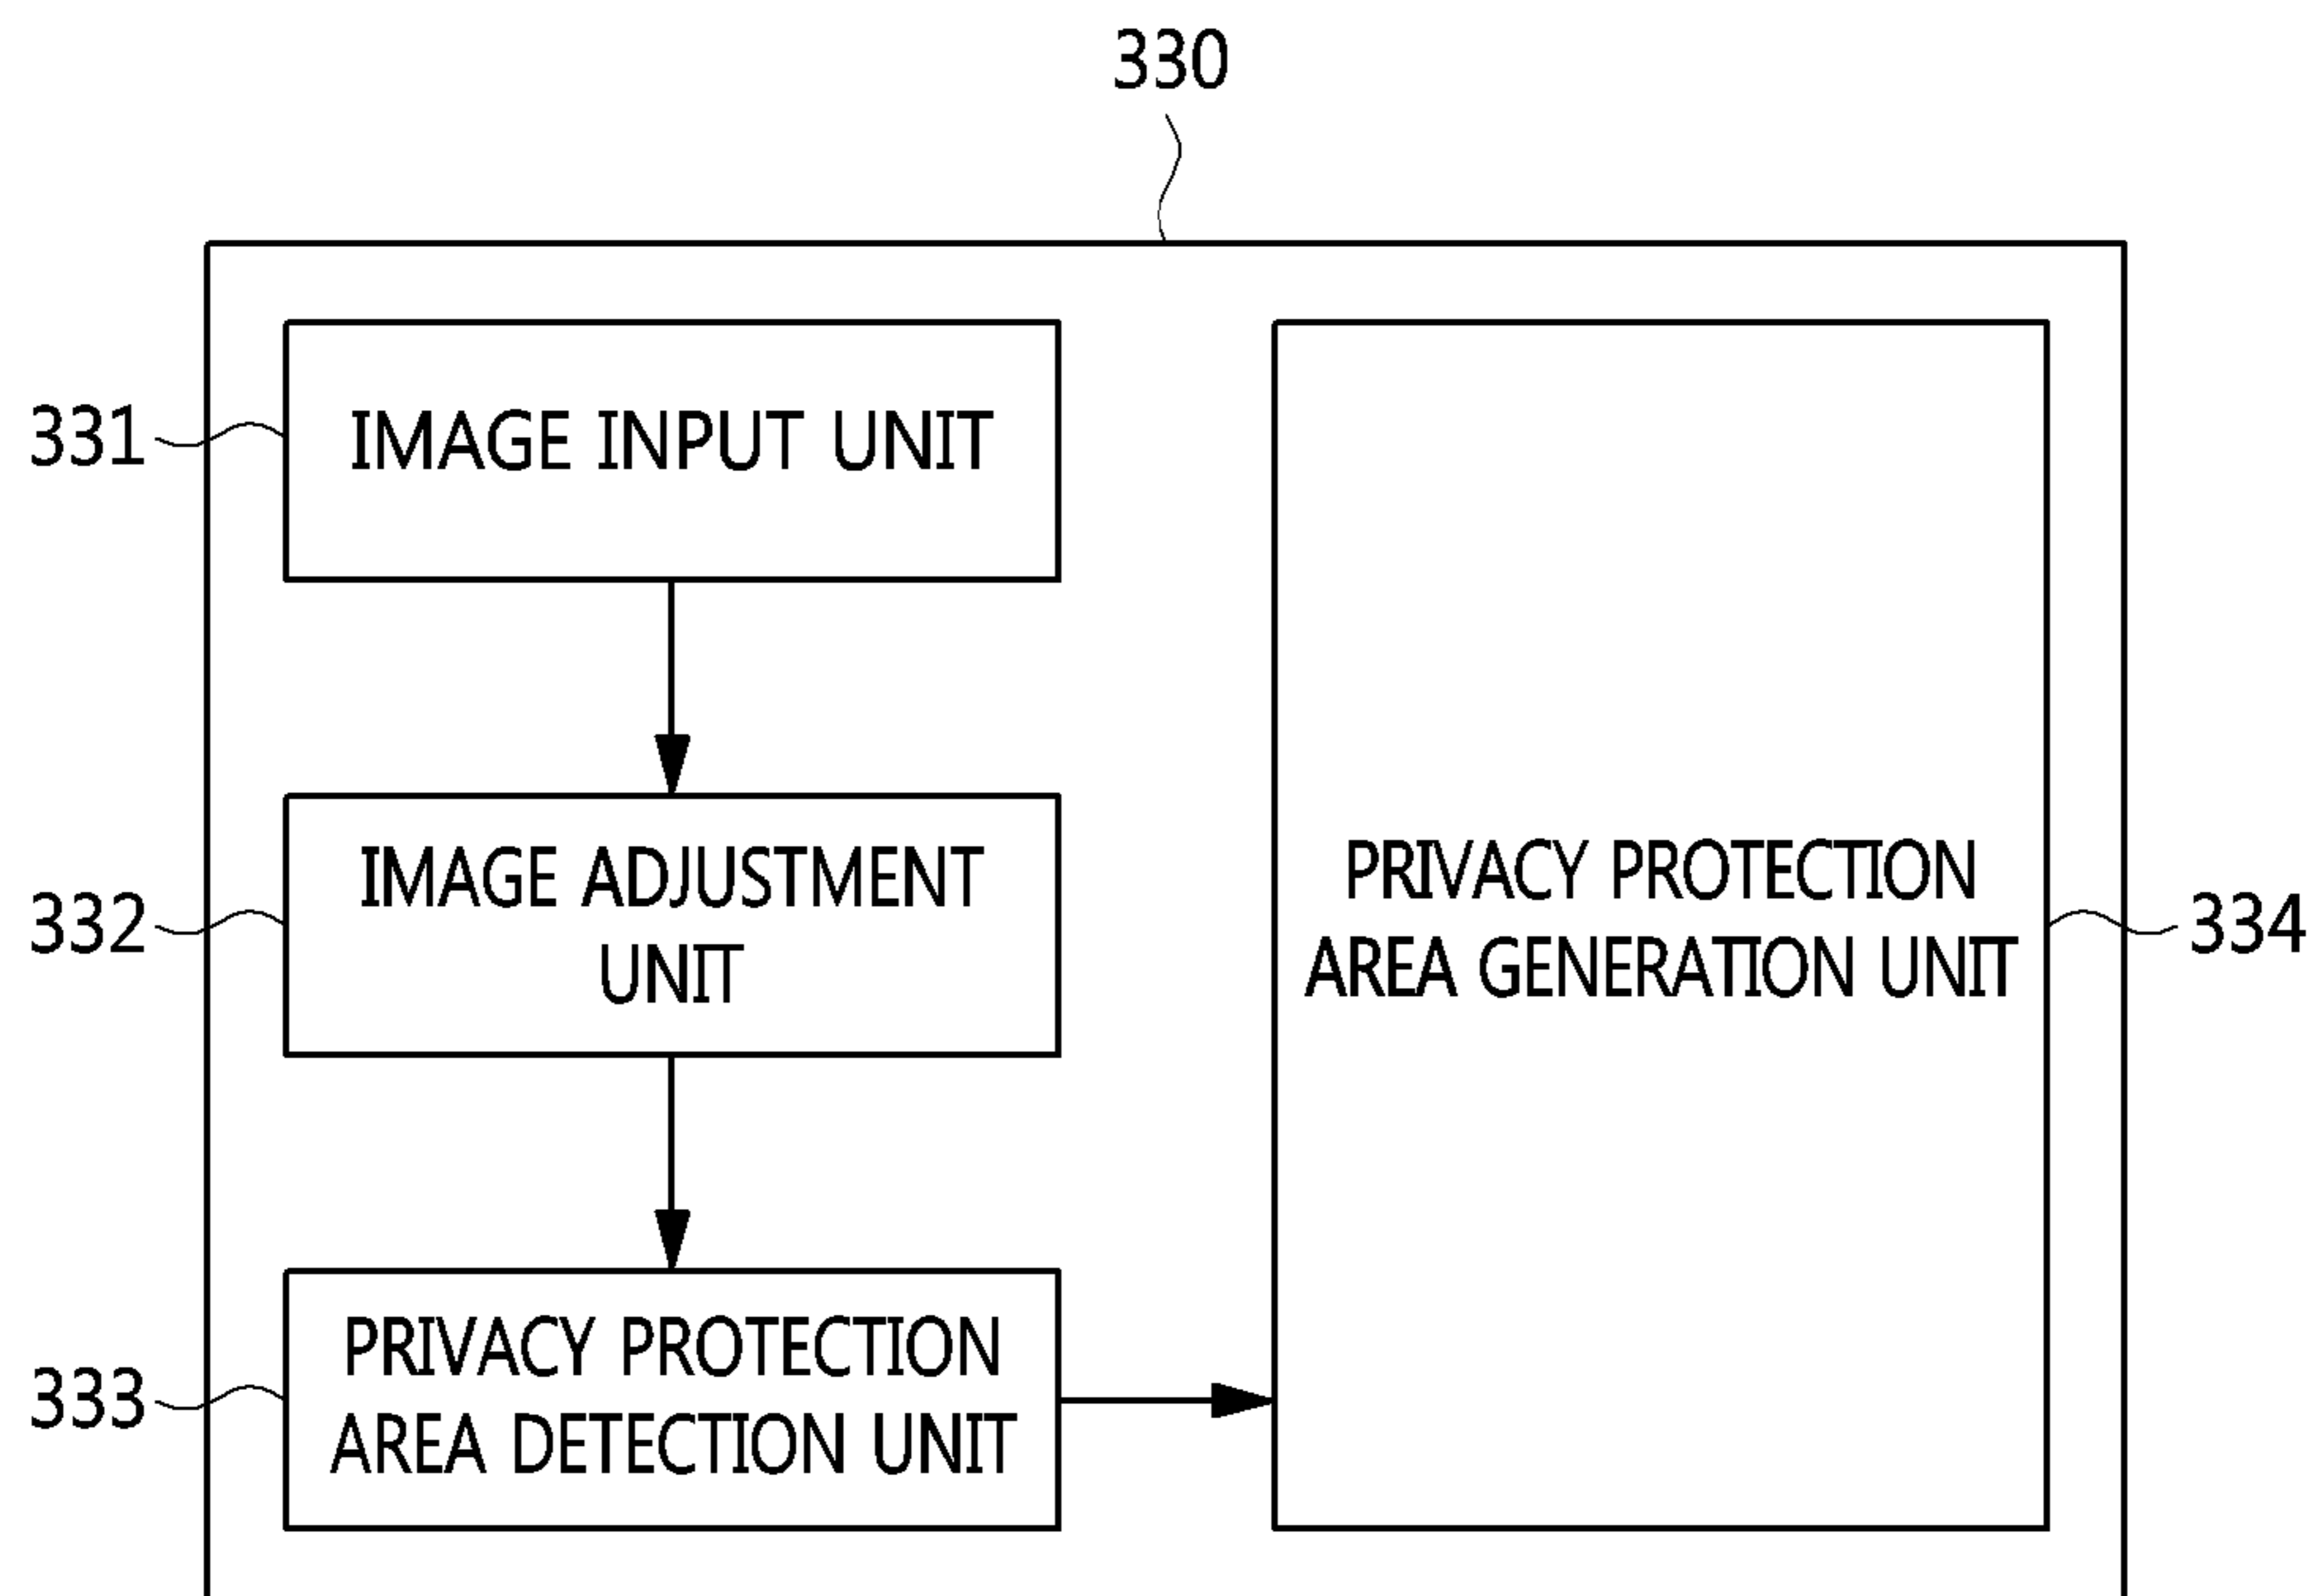 330
331
IMAGE INPUT UNIT
332
IMAGE ADJUSTMENT
UNIT
333
PRIVACY PROTECTION
AREA DETECTION UNIT
PRIVACY PROTECTION
AREA GENERATION UNIT
334